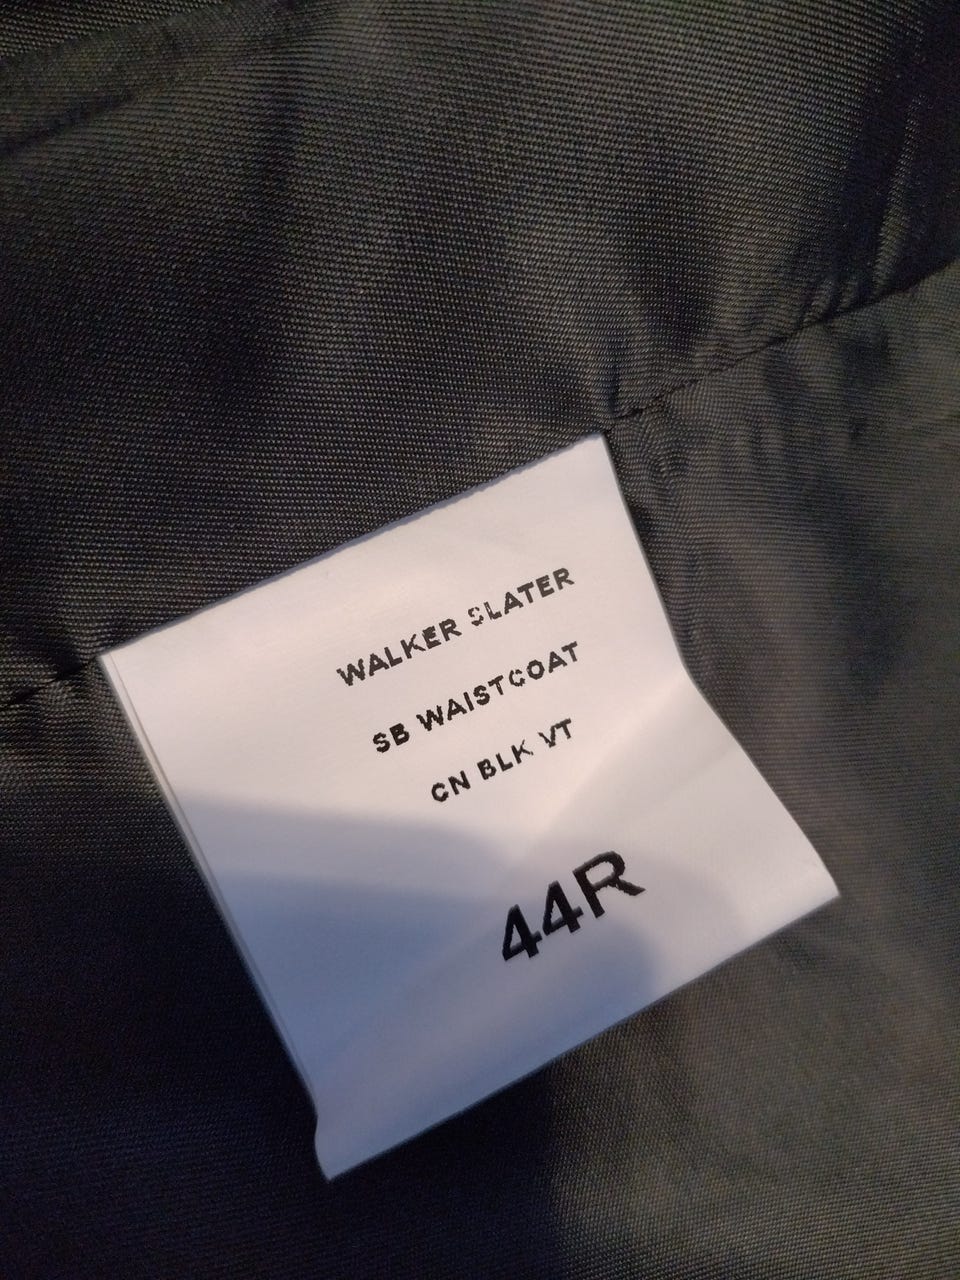 WALKER SLATER
SB WAISTCOAT
CN BLK VT
44R